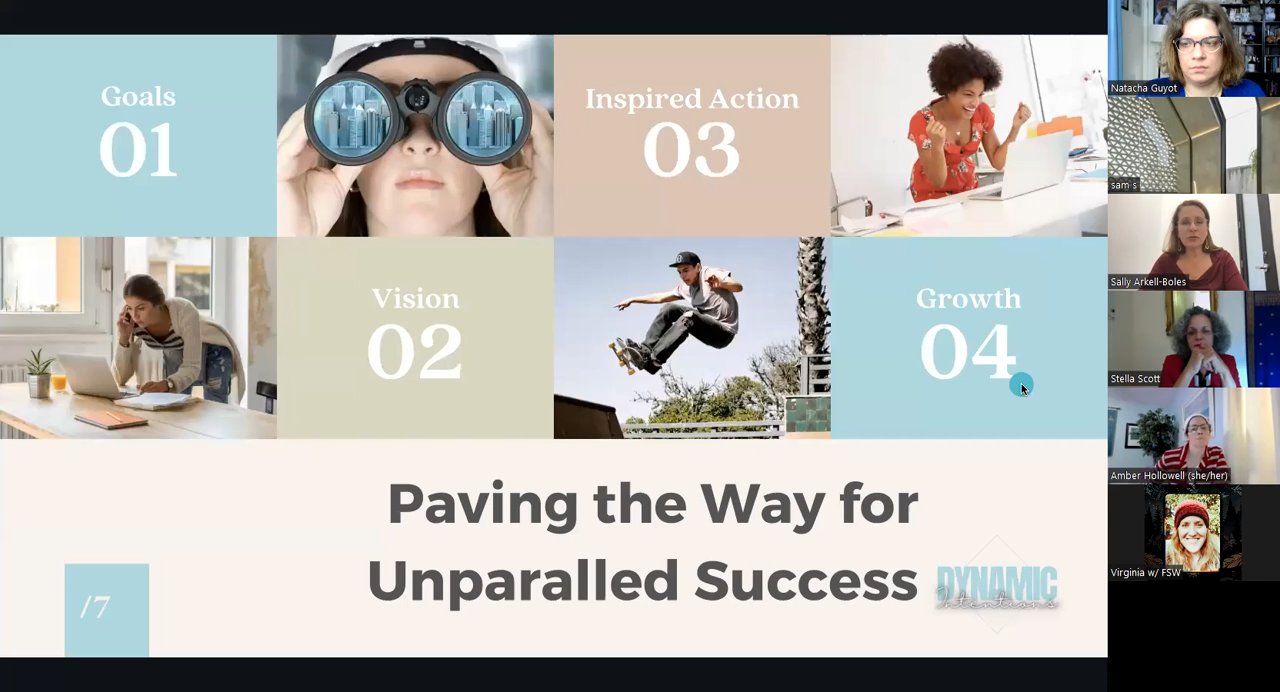 Goals
01
Inspired Action
03
Vision
02
Growth
04
Paving the Way for
Unparalled Success
/7
DYNAMIC
Intentions
Natacha Guyot
sam s
Sally Arkell-Boles
Stella Scott
Amber Hollowell (she/her)
Virginia w/ FSW